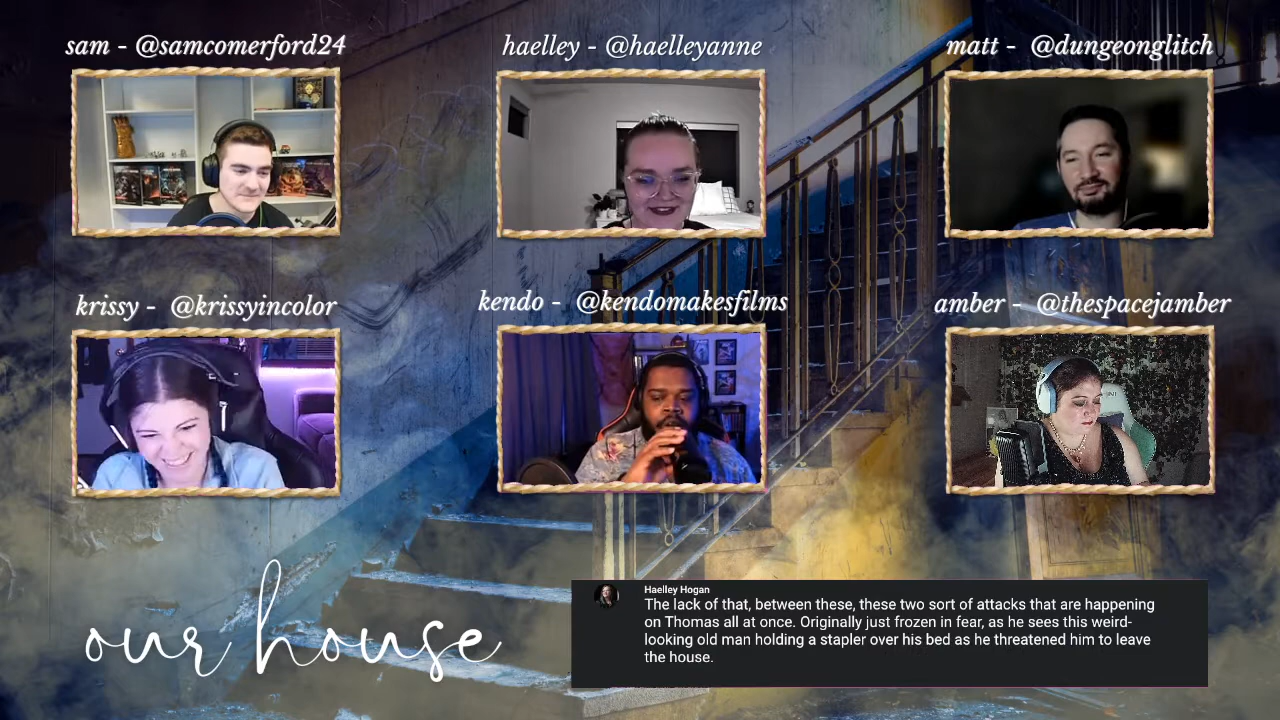 sam - @samcomerford24
haelley - @haelleyanne
matt - @dungeonglitch
krissy - @krissyincolor
kendo - @kendomakesfilms
amber - @thespacejamber
our house
Haelley Hogan
The lack of that, between these, these two sort of attacks that are happening
on Thomas all at once. Originally just frozen in fear, as he sees this weird-
looking old man holding a stapler over his bed as he threatened him to leave
the house.